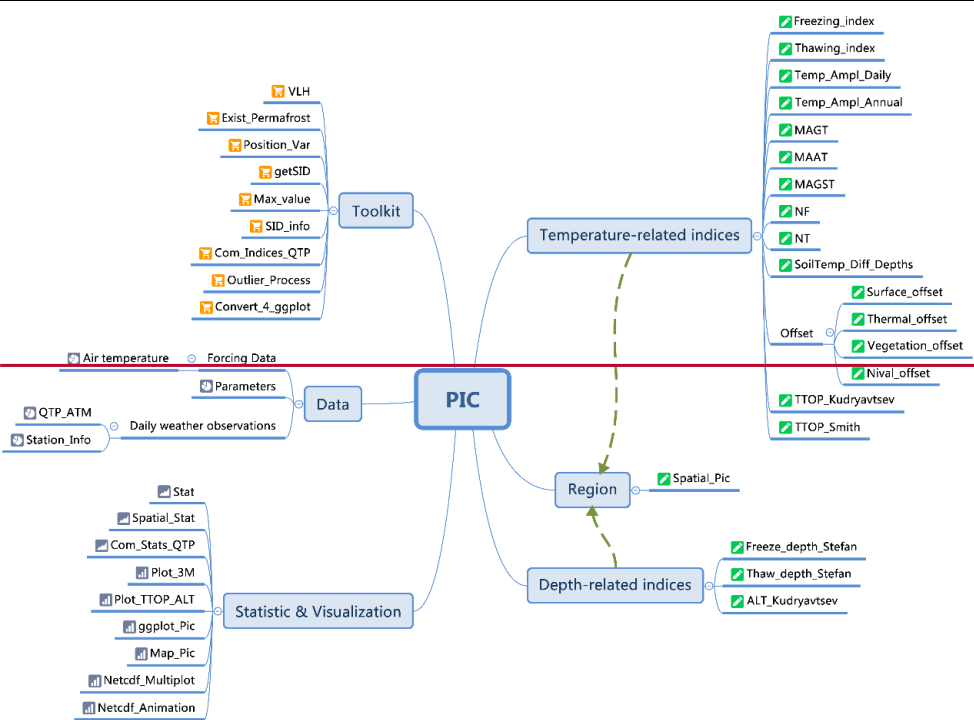 VLH
Exist_Permafrost
Position_Var
getSID
Max_value
SID_info
Com_Indices_QTP
Outlier_Process
Convert_4_ggplot
Toolkit
Freezing_index
Thawing_index
Temp_Ampl_Daily
Temp_Ampl_Annual
MAGT
MAAT
MAGST
NF
NT
SoilTemp_Diff_Depths
Offset
Surface_offset
Thermal_offset
Vegetation_offset
Nival_offset
TTOP_Kudryavtsev
TTOP_Smith
Temperature-related indices
Air temperature
Forcing Data
Parameters
QTP_ATM
Station_Info
Daily weather observations
Data
PIC
Region
Spatial_Pic
Stat
Spatial_Stat
Com_Stats_QTP
Plot_3M
Plot_TTOP_ALT
ggplot_Pic
Map_Pic
Netcdf_Multiplot
Netcdf_Animation
Statistic & Visualization
Depth-related indices
Freeze_depth_Stefan
Thaw_depth_Stefan
ALT_Kudryavtsev